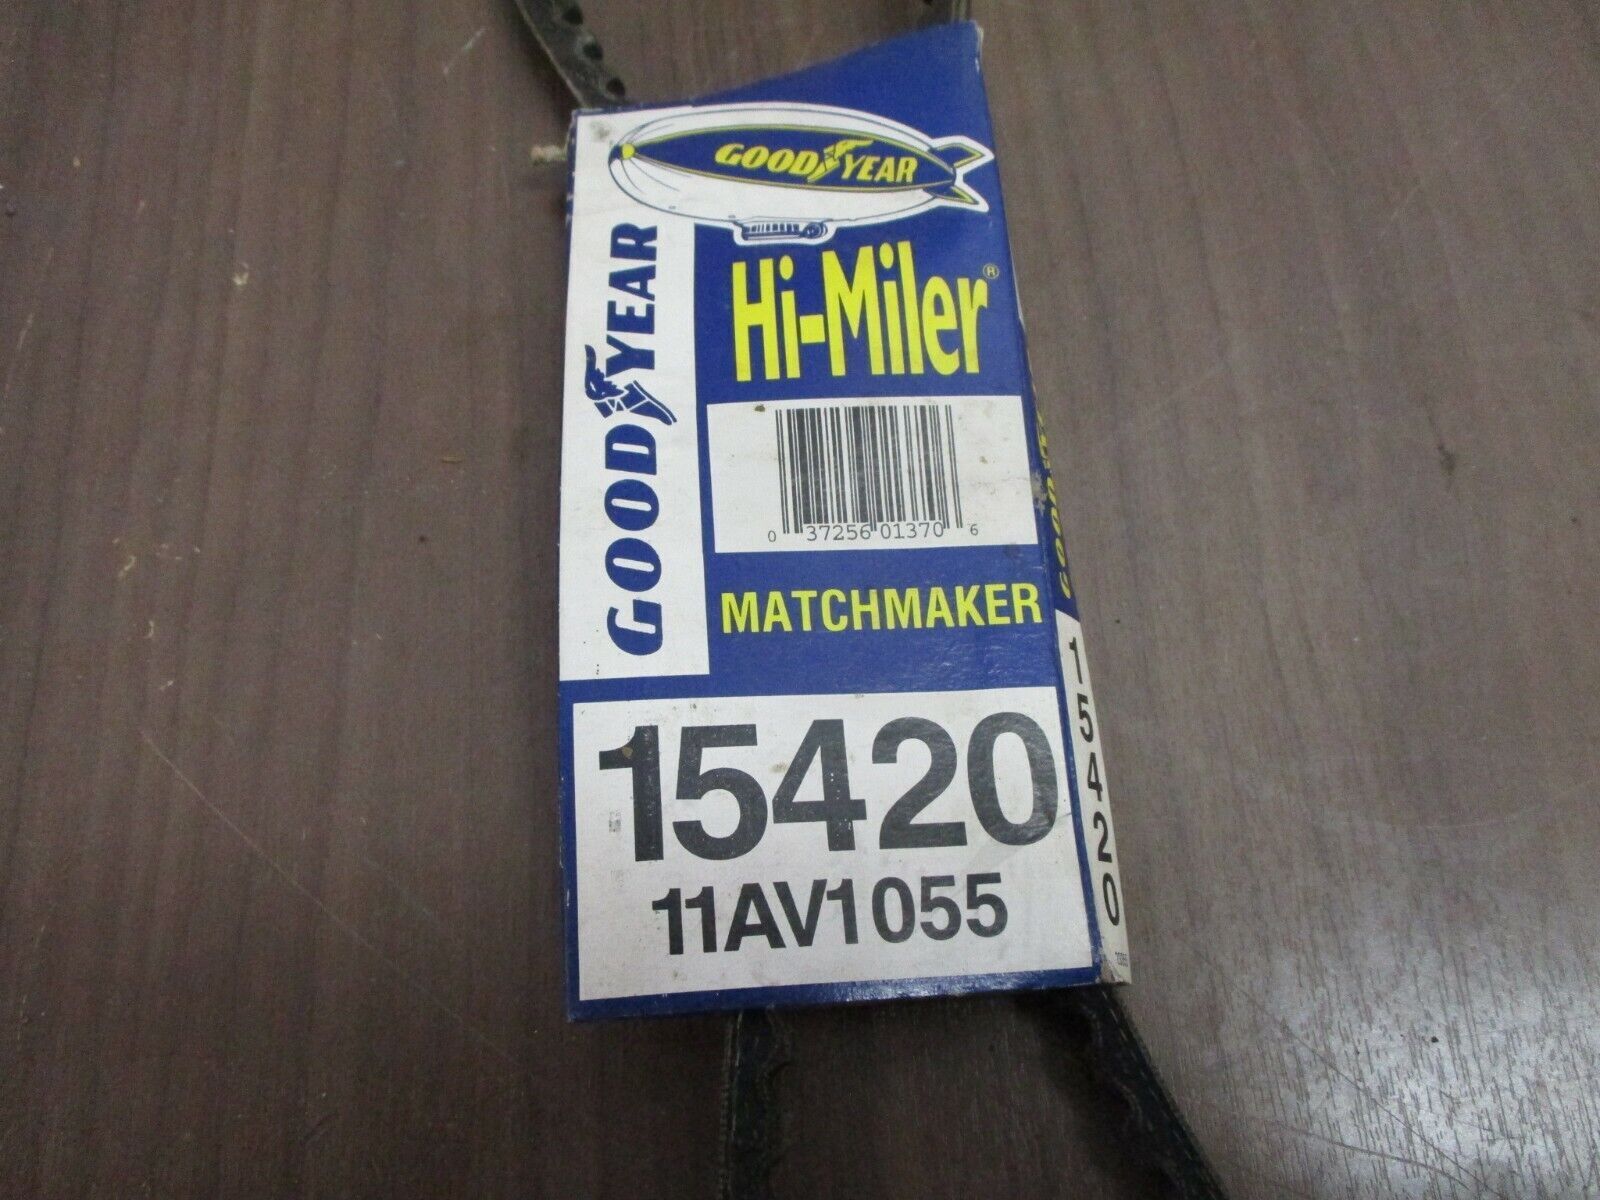 GOODYEAR
GOODYEAR
Hi-Miler®
0 37256 01370 6
MATCHMAKER
15420
11AV1055
15420